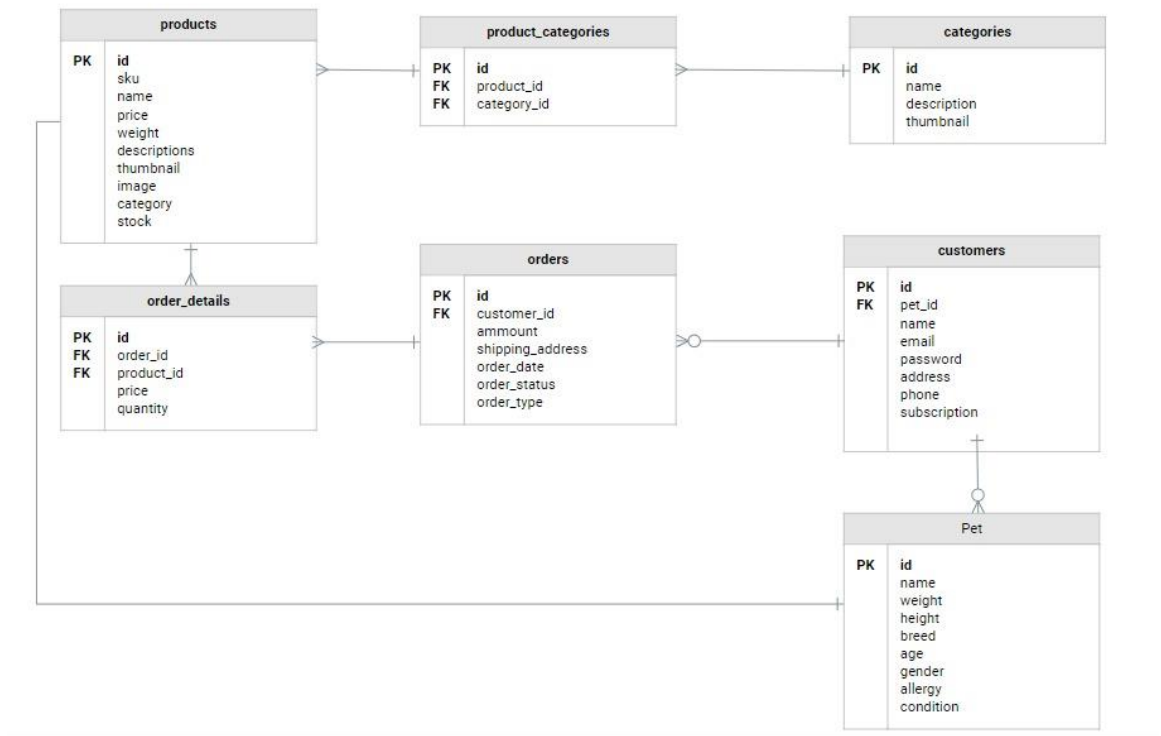 products
PK id
sku
name
price
weight
descriptions
thumbnail
image
category
stock
product_categories
PK id
FK product_id
FK category_id
categories
PK id
name
description
thumbnail
order_details
PK id
FK order_id
FK product_id
price
quantity
orders
PK id
FK customer_id
ammount
shipping_address
order_date
order_status
order_type
customers
PK id
FK pet_id
name
email
password
address
phone
subscription
Pet
PK id
name
weight
height
breed
age
gender
allergy
condition